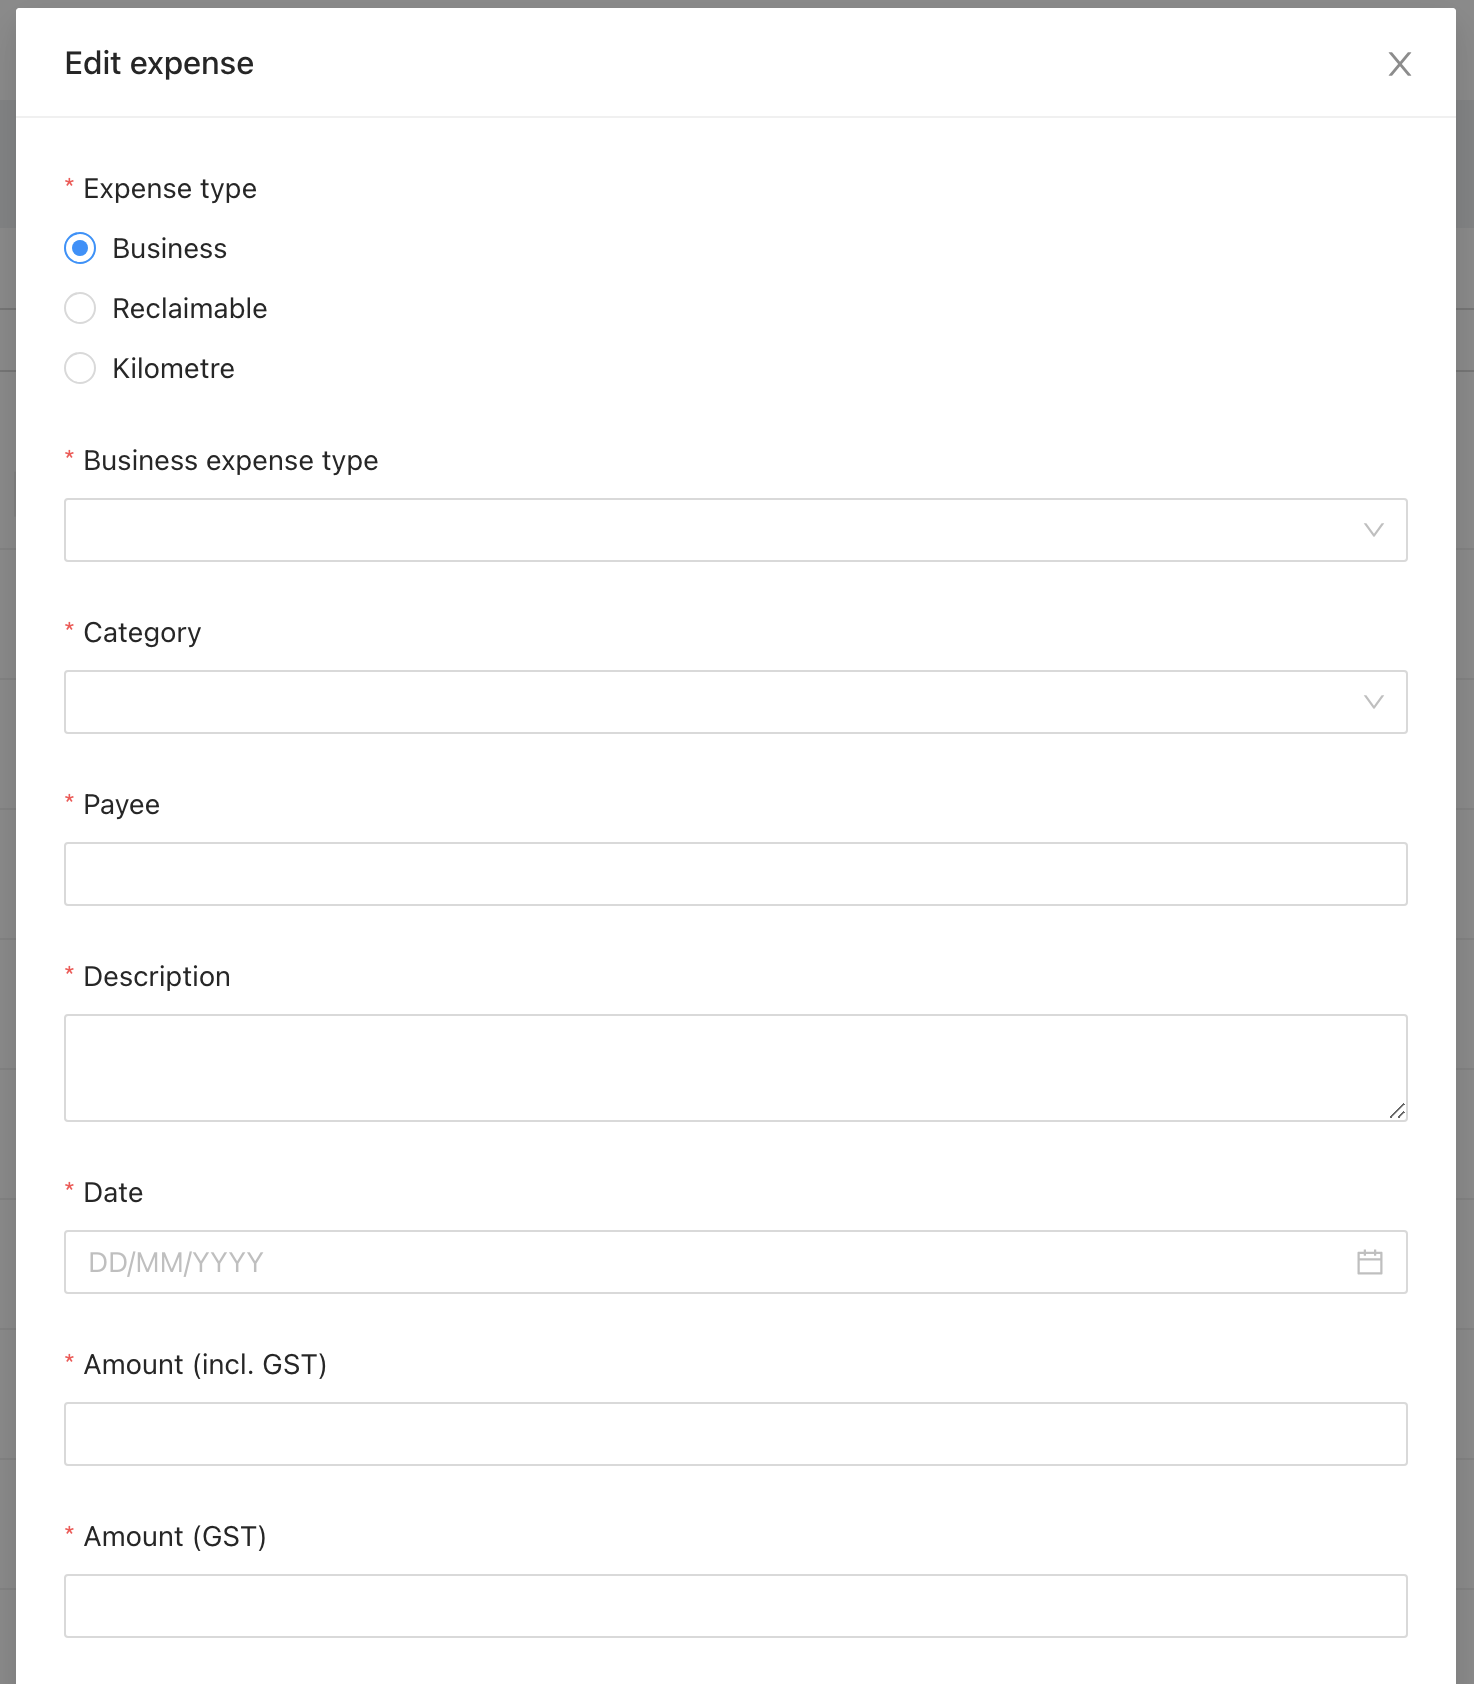 Edit expense
* Expense type
Business
Reclaimable
Kilometre
* Business expense type
* Category
* Payee
* Description
* Date
DD/MM/YYYY
* Amount (incl. GST)
* Amount (GST)